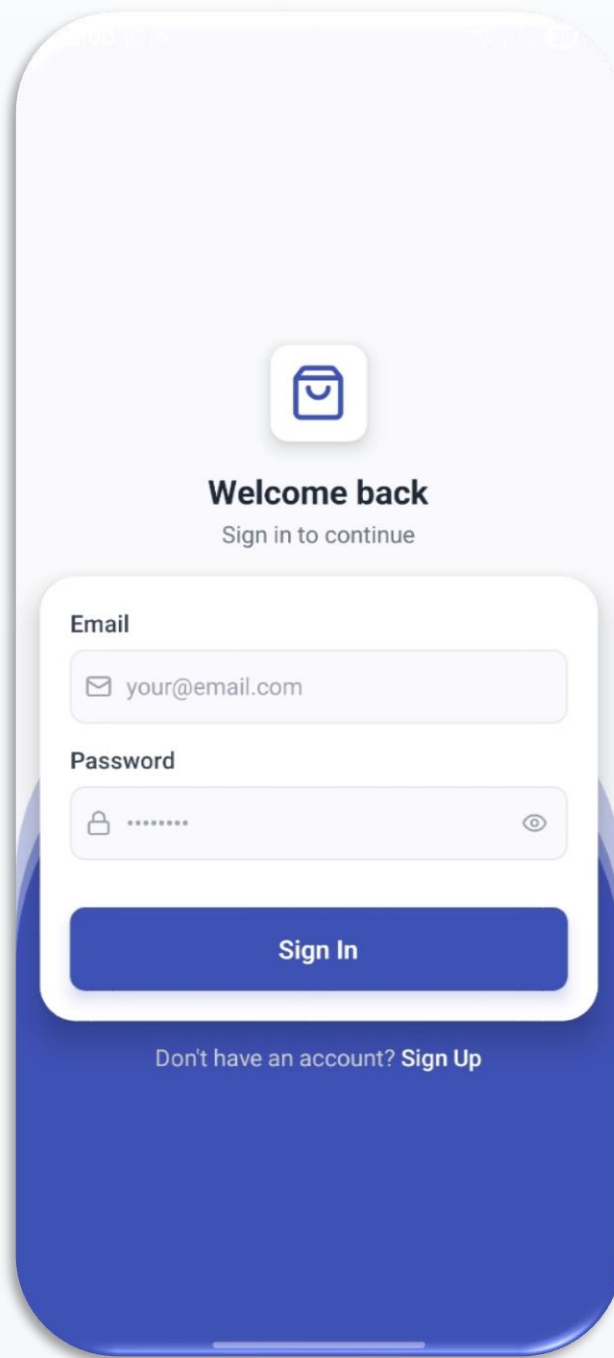 Welcome back
Sign in to continue
Email
your@email.com
Password
••••••••
Sign In
Don't have an account? Sign Up